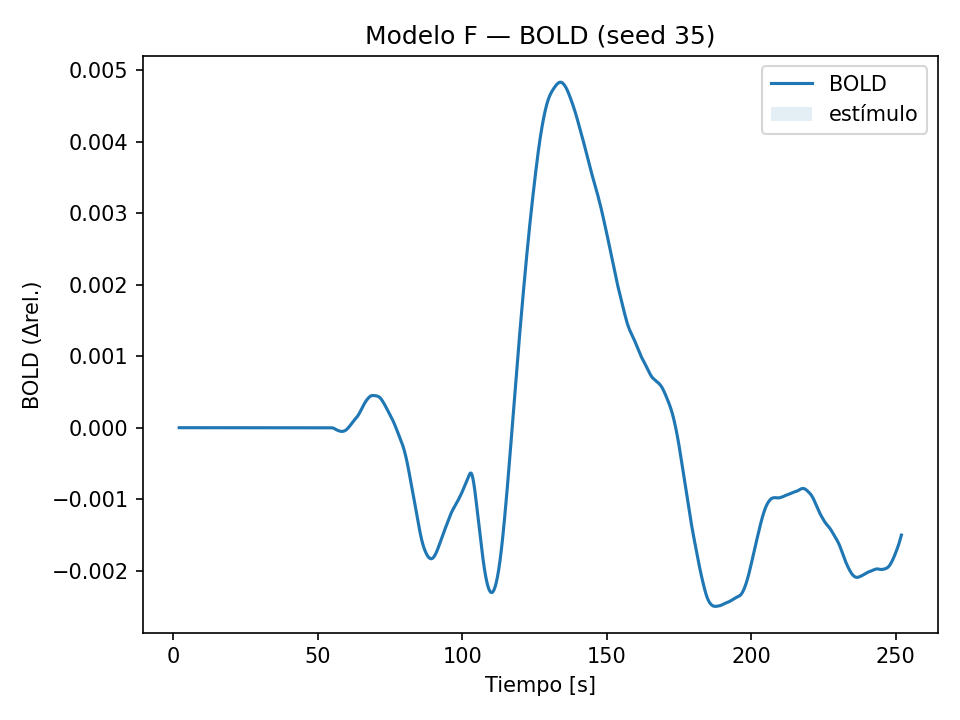 Modelo F — BOLD (seed 35)
BOLD
estímulo
BOLD (Δrel.)
0.005
0.004
0.003
0.002
0.001
0.000
−0.001
−0.002
0
50
100
150
200
250
Tiempo [s]